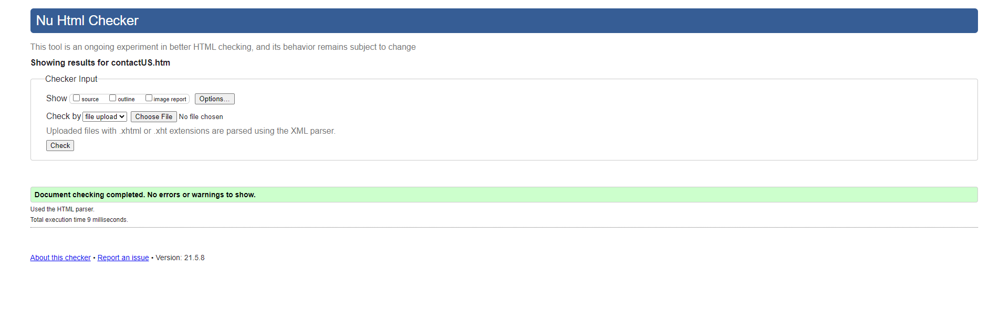 Nu Html Checker
This tool is an ongoing experiment in better HTML checking, and its behavior remains subject to change
Showing results for contactUS.htm
Checker Input
Show source outline image report Options...
Check by file upload Choose File No file chosen
Uploaded files with .xhtml or .xht extensions are parsed using the XML parser.
Check
Document checking completed. No errors or warnings to show.
Used the HTML parser.
Total execution time 9 milliseconds.
About this checker • Report an issue • Version: 21.5.8